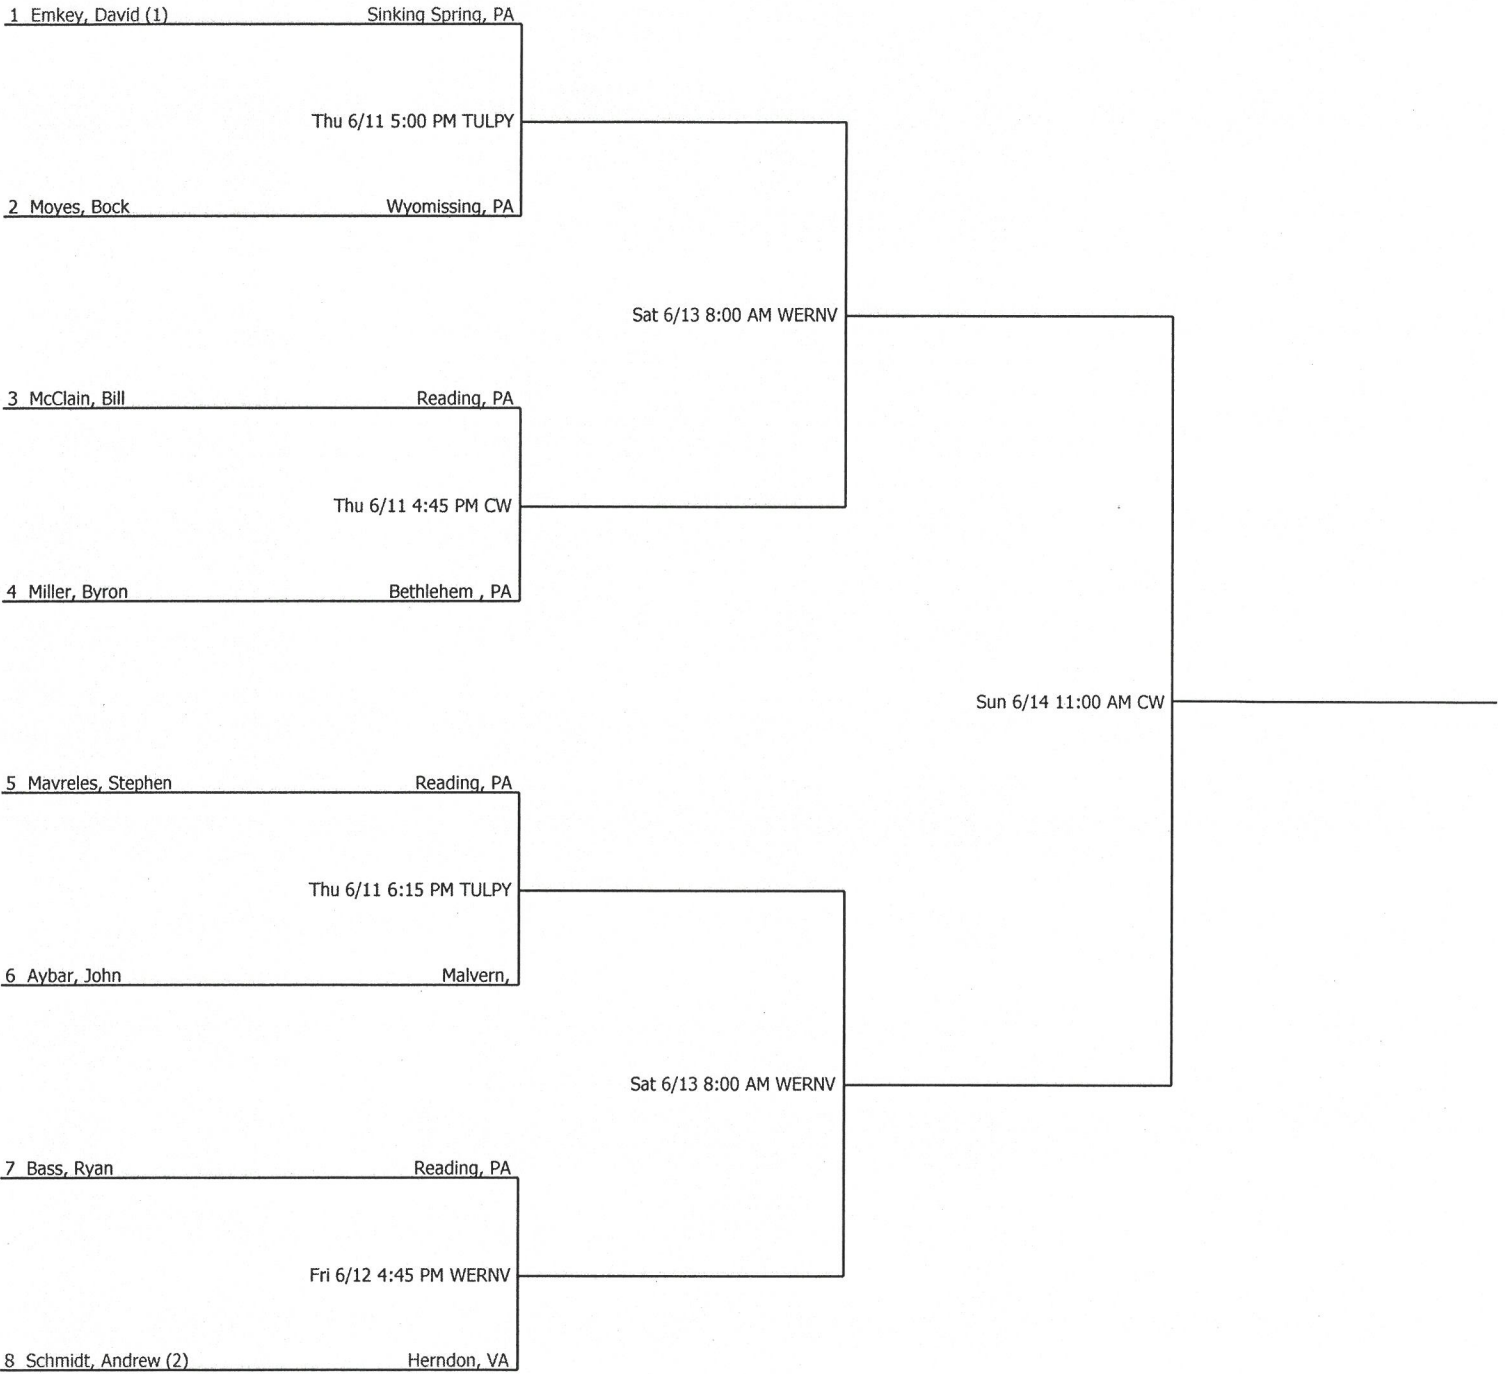 1 Emkey, David (1) Sinking Spring, PA
Thu 6/11 5:00 PM TULPY
2 Moyes, Bock Wyomissing, PA
Sat 6/13 8:00 AM WERNV
3 McClain, Bill Reading, PA
Thu 6/11 4:45 PM CW
4 Miller, Byron Bethlehem , PA
Sun 6/14 11:00 AM CW
5 Mavreles, Stephen Reading, PA
Thu 6/11 6:15 PM TULPY
6 Aybar, John Malvern,
Sat 6/13 8:00 AM WERNV
7 Bass, Ryan Reading, PA
Fri 6/12 4:45 PM WERNV
8 Schmidt, Andrew (2) Herndon, VA